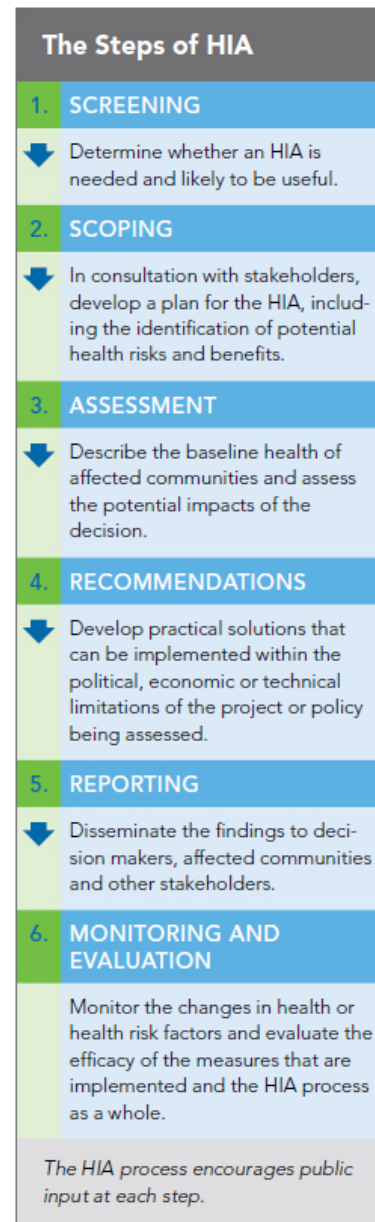 The Steps of HIA
1. SCREENING
Determine whether an HIA is
needed and likely to be useful.
2. SCOPING
In consultation with stakeholders,
develop a plan for the HIA, includ-
ing the identification of potential
health risks and benefits.
3. ASSESSMENT
Describe the baseline health of
affected communities and assess
the potential impacts of the
decision.
4. RECOMMENDATIONS
Develop practical solutions that
can be implemented within the
political, economic or technical
limitations of the project or policy
being assessed.
5. REPORTING
Disseminate the findings to deci-
sion makers, affected communities
and other stakeholders.
6. MONITORING AND
EVALUATION
Monitor the changes in health or
health risk factors and evaluate the
efficacy of the measures that are
implemented and the HIA process
as a whole.
The HIA process encourages public
input at each step.